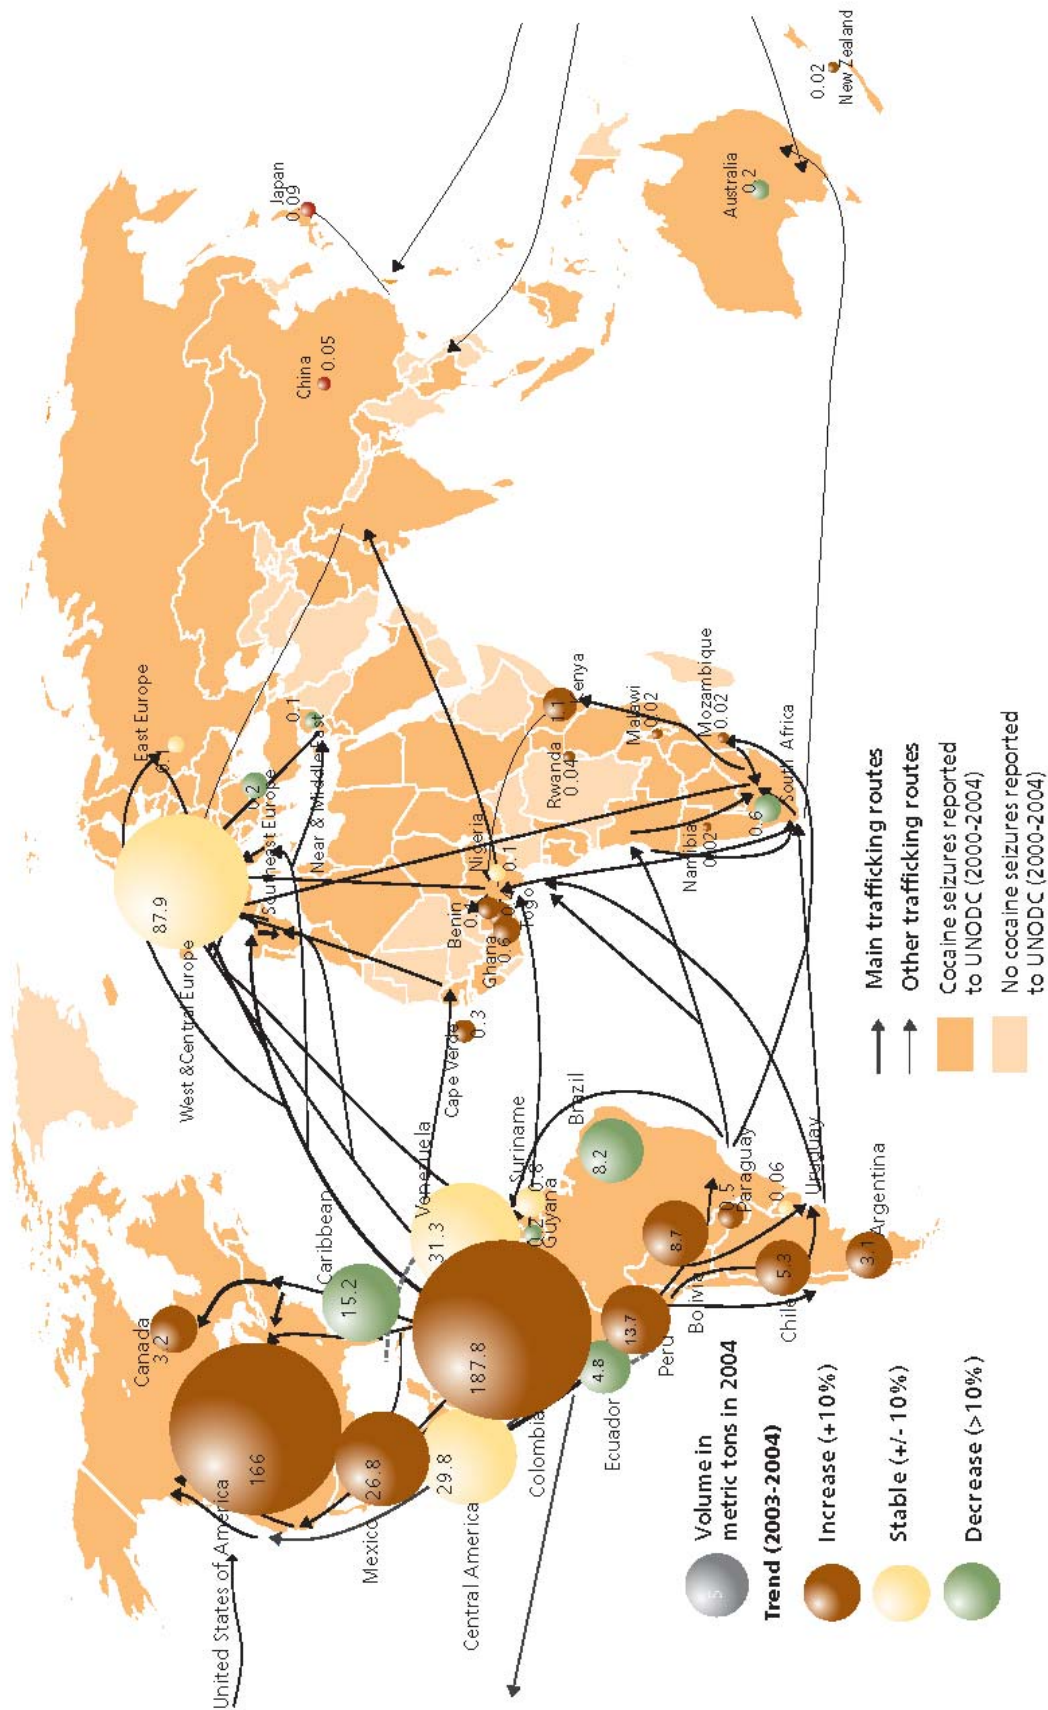 Canada
3.2
United States of America
166
Mexico
26.8
Central America
29.8
Caribbean
15.2
Colombia
187.8
Venezuela
31.3
Suriname
0.8
Guyana
0.2
Ecuador
4.8
Peru
13.7
Brazil
8.2
Bolivia
8.7
Paraguay
0.5
Chile
5.3
Uruguay
0.06
Argentina
3.1
West &Central Europe
87.9
East Europe
Southeast Europe
0.2
Near & Middle East
0.1
Cape Verde
0.3
Benin
Ghana
0.6
Togo
Nigeria
0.1
Rwanda
0.04
1.1
Malawi
0.02
Mozambique
0.02
Namibia
0.02
South Africa
0.6
China
0.05
Japan
0.09
Australia
0.2
New Zealand
0.02
5
Volume in
metric tons in 2004
Trend (2003-2004)
Increase (+10%)
Stable (+/- 10%)
Decrease (>10%)
Main trafficking routes
Other trafficking routes
Cocaine seizures reported
to UNODC (2000-2004)
No cocaine seizures reported
to UNODC (2000-2004)